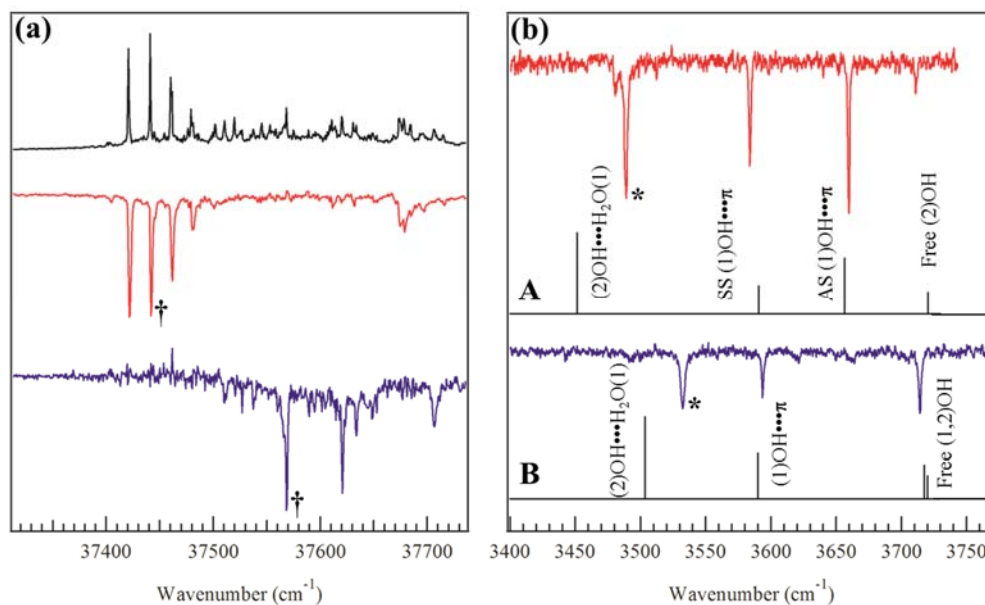 (a)
†
†
37400
37500
37600
37700
Wavenumber (cm⁻¹)
(b)
*
(2)OH•••H₂O(1)
SS (1)OH•••π
AS (1)OH•••π
Free (2)OH
A
*
(2)OH•••H₂O(1)
(1)OH•••π
Free (1,2)OH
B
3400
3450
3500
3550
3600
3650
3700
3750
Wavenumber (cm⁻¹)